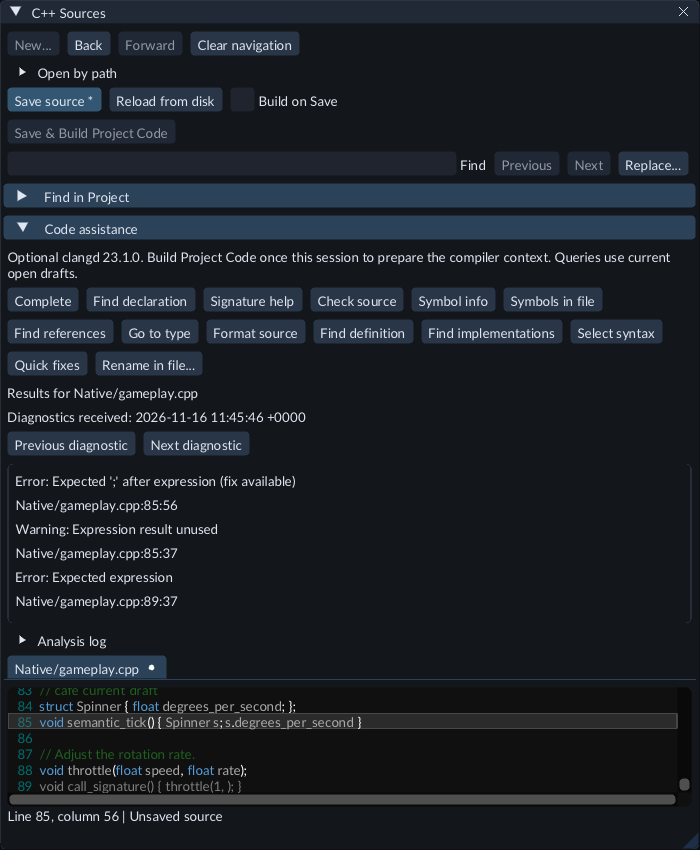 C++ Sources
New... Back Forward Clear navigation
Open by path
Save source * Reload from disk Build on Save
Save & Build Project Code
Find Previous Next Replace...
Find in Project
Code assistance
Optional clangd 23.1.0. Build Project Code once this session to prepare the compiler context. Queries use current
open drafts.
Complete Find declaration Signature help Check source Symbol info Symbols in file
Find references Go to type Format source Find definition Find implementations Select syntax
Quick fixes Rename in file...
Results for Native/gameplay.cpp
Diagnostics received: 2026-11-16 11:45:46 +0000
Previous diagnostic Next diagnostic
Error: Expected ';' after expression (fix available)
Native/gameplay.cpp:85:56
Warning: Expression result unused
Native/gameplay.cpp:85:37
Error: Expected expression
Native/gameplay.cpp:89:37
Analysis log
Native/gameplay.cpp
83 // cafe current draft
84 struct Spinner { float degrees_per_second; };
85 void semantic_tick() { Spinner s; s.degrees_per_second }
86
87 // Adjust the rotation rate.
88 void throttle(float speed, float rate);
89 void call_signature() { throttle(1, ); }
Line 85, column 56 | Unsaved source